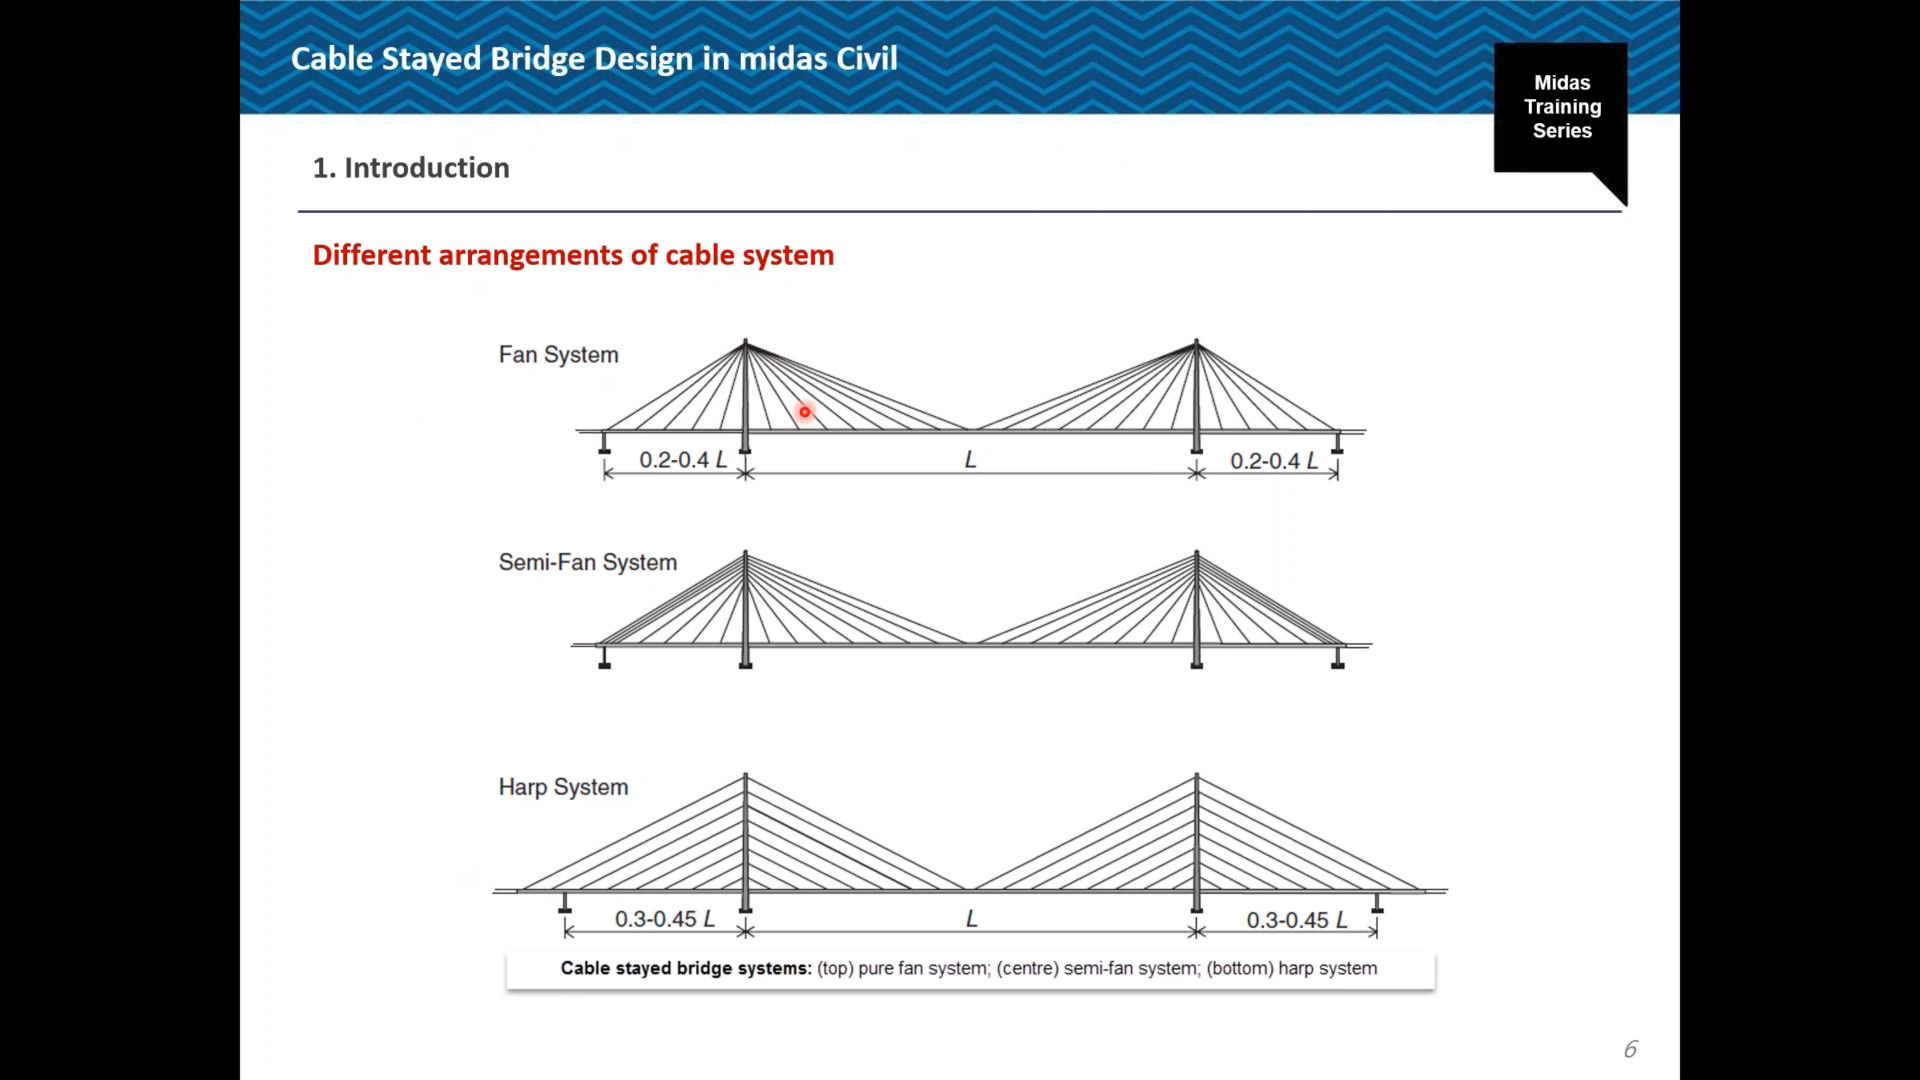 Cable Stayed Bridge Design in midas Civil
Midas
Training
Series
1. Introduction
Different arrangements of cable system
Fan System
0.2-0.4 L
L
0.2-0.4 L
Semi-Fan System
Harp System
0.3-0.45 L
L
0.3-0.45 L
Cable stayed bridge systems: (top) pure fan system; (centre) semi-fan system; (bottom) harp system
6